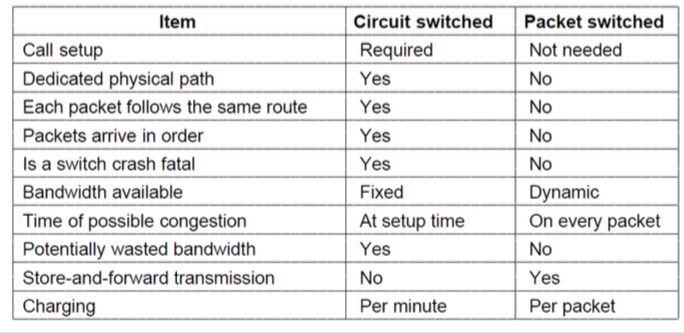 Item Circuit switched Packet switched
Call setup Required Not needed
Dedicated physical path Yes No
Each packet follows the same route Yes No
Packets arrive in order Yes No
Is a switch crash fatal Yes No
Bandwidth available Fixed Dynamic
Time of possible congestion At setup time On every packet
Potentially wasted bandwidth Yes No
Store-and-forward transmission No Yes
Charging Per minute Per packet